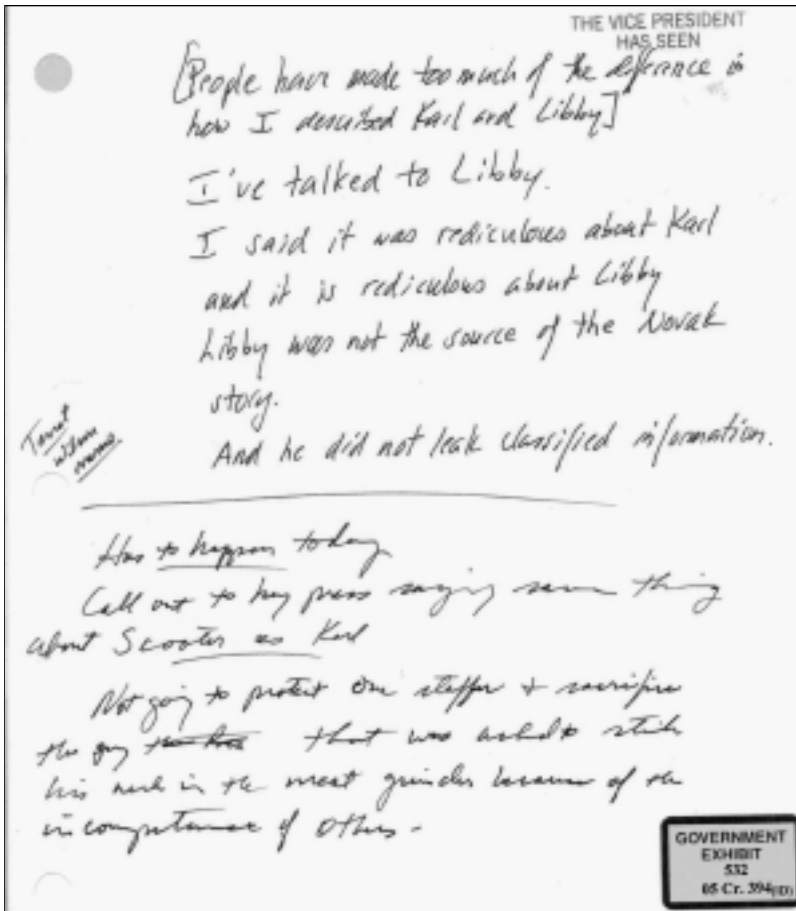 THE VICE PRESIDENT
HAS SEEN
[People have made too much of the difference in
how I described Karl and Libby]
I've talked to Libby.
I said it was rediculous about Karl
and it is rediculous about Libby
Libby was not the source of the Novak
story.
And he did not leak classified information.
Tenet
Wilson
memo
Has to happen today
Call out to key press saying same thing
about Scooter as Karl
Not going to protect one staffer + sacrifice
the guy that was asked to stick
his neck in the meat grinder because of the
incompetence of others-
GOVERNMENT
EXHIBIT
532
05 Cr. 394(ID)